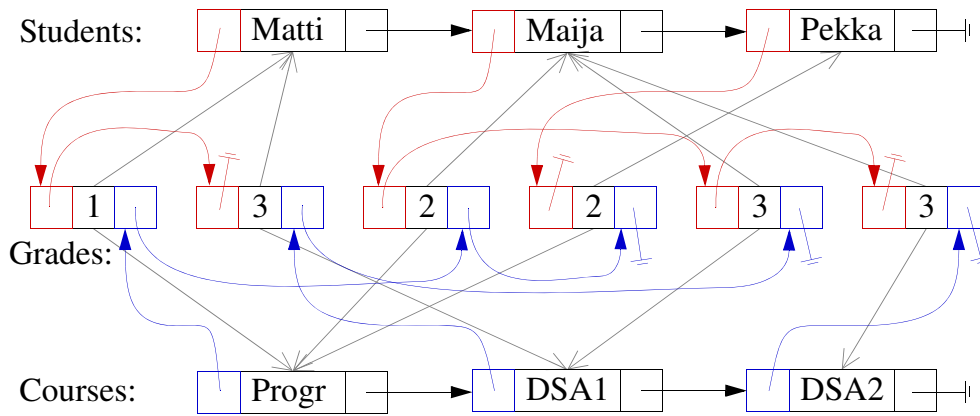 Students: Matti Maija Pekka
1 3 2 2 3 3
Grades:
Courses: Progr DSA1 DSA2